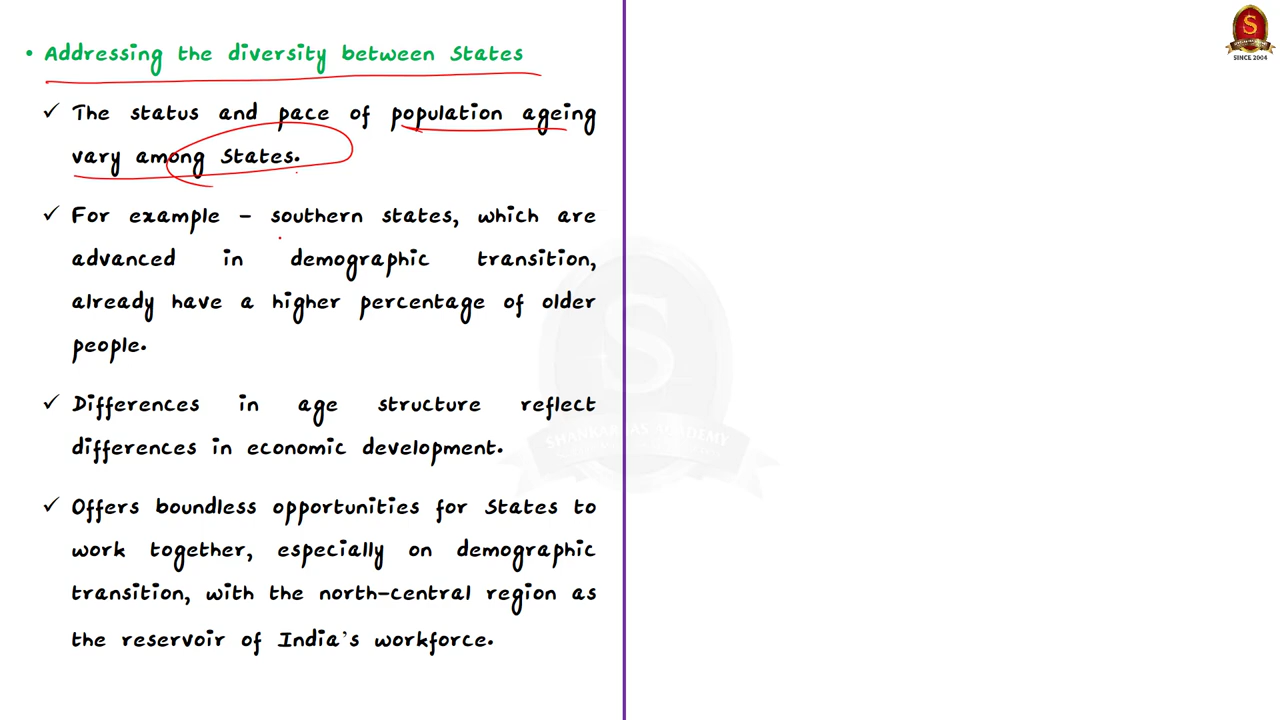 • Addressing the diversity between States
✓ The status and pace of population ageing
vary among States.
✓ For example – southern states, which are
advanced in demographic transition,
already have a higher percentage of older
people.
✓ Differences in age structure reflect
differences in economic development.
✓ Offers boundless opportunities for States to
work together, especially on demographic
transition, with the north-central region as
the reservoir of India's workforce.
S
SINCE 2004
S
SHANKAR IAS ACADEMY